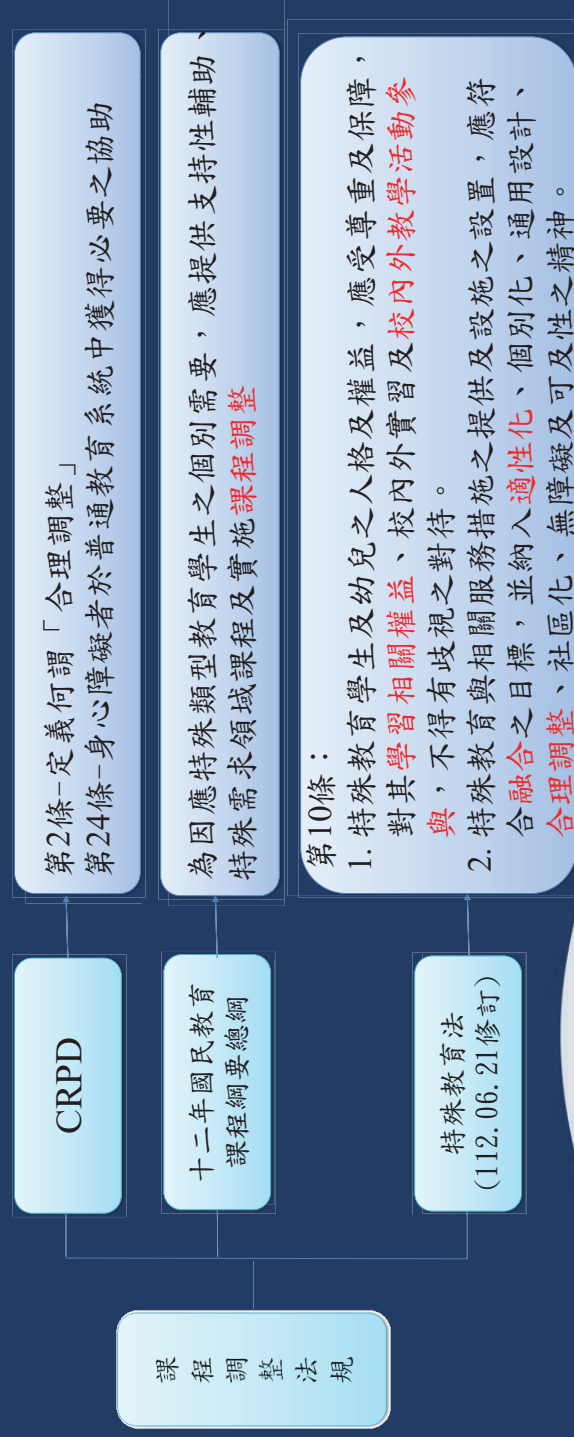 課程調整法規
CRPD
第2條-定義何謂「合理調整」
第24條-身心障礙者於普通教育系統中獲得必要之協助
十二年國民教育
課程綱要總綱
為因應特殊類型教育學生之個別需要，應提供支持性輔助、
特殊需求領域課程及實施課程調整
特殊教育法
(112.06.21修訂)
第10條：
1. 特殊教育學生及幼兒之人格及權益，應受尊重及保障，
對其學習相關權益、校內外實習及校內外教學活動參
與，不得有歧視之對待。
2. 特殊教育與相關服務措施之提供及設施之設置，應符
合融合之目標，並納入適性化、個別化、通用設計、
合理調整、社區化、無障礙及可及性之精神。